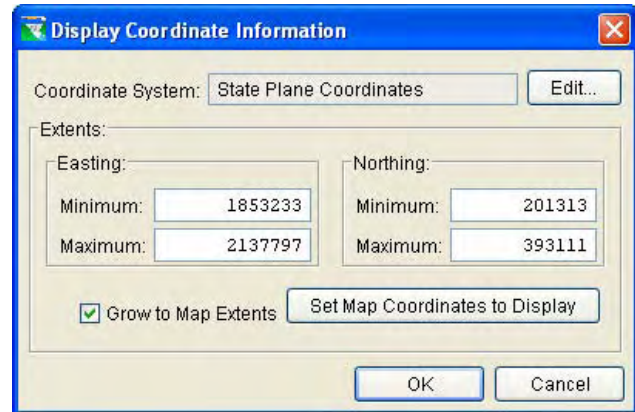 Display Coordinate Information
Coordinate System: State Plane Coordinates Edit...
Extents:
Easting: Northing:
Minimum: 1853233 Minimum: 201313
Maximum: 2137797 Maximum: 393111
Grow to Map Extents Set Map Coordinates to Display
OK Cancel